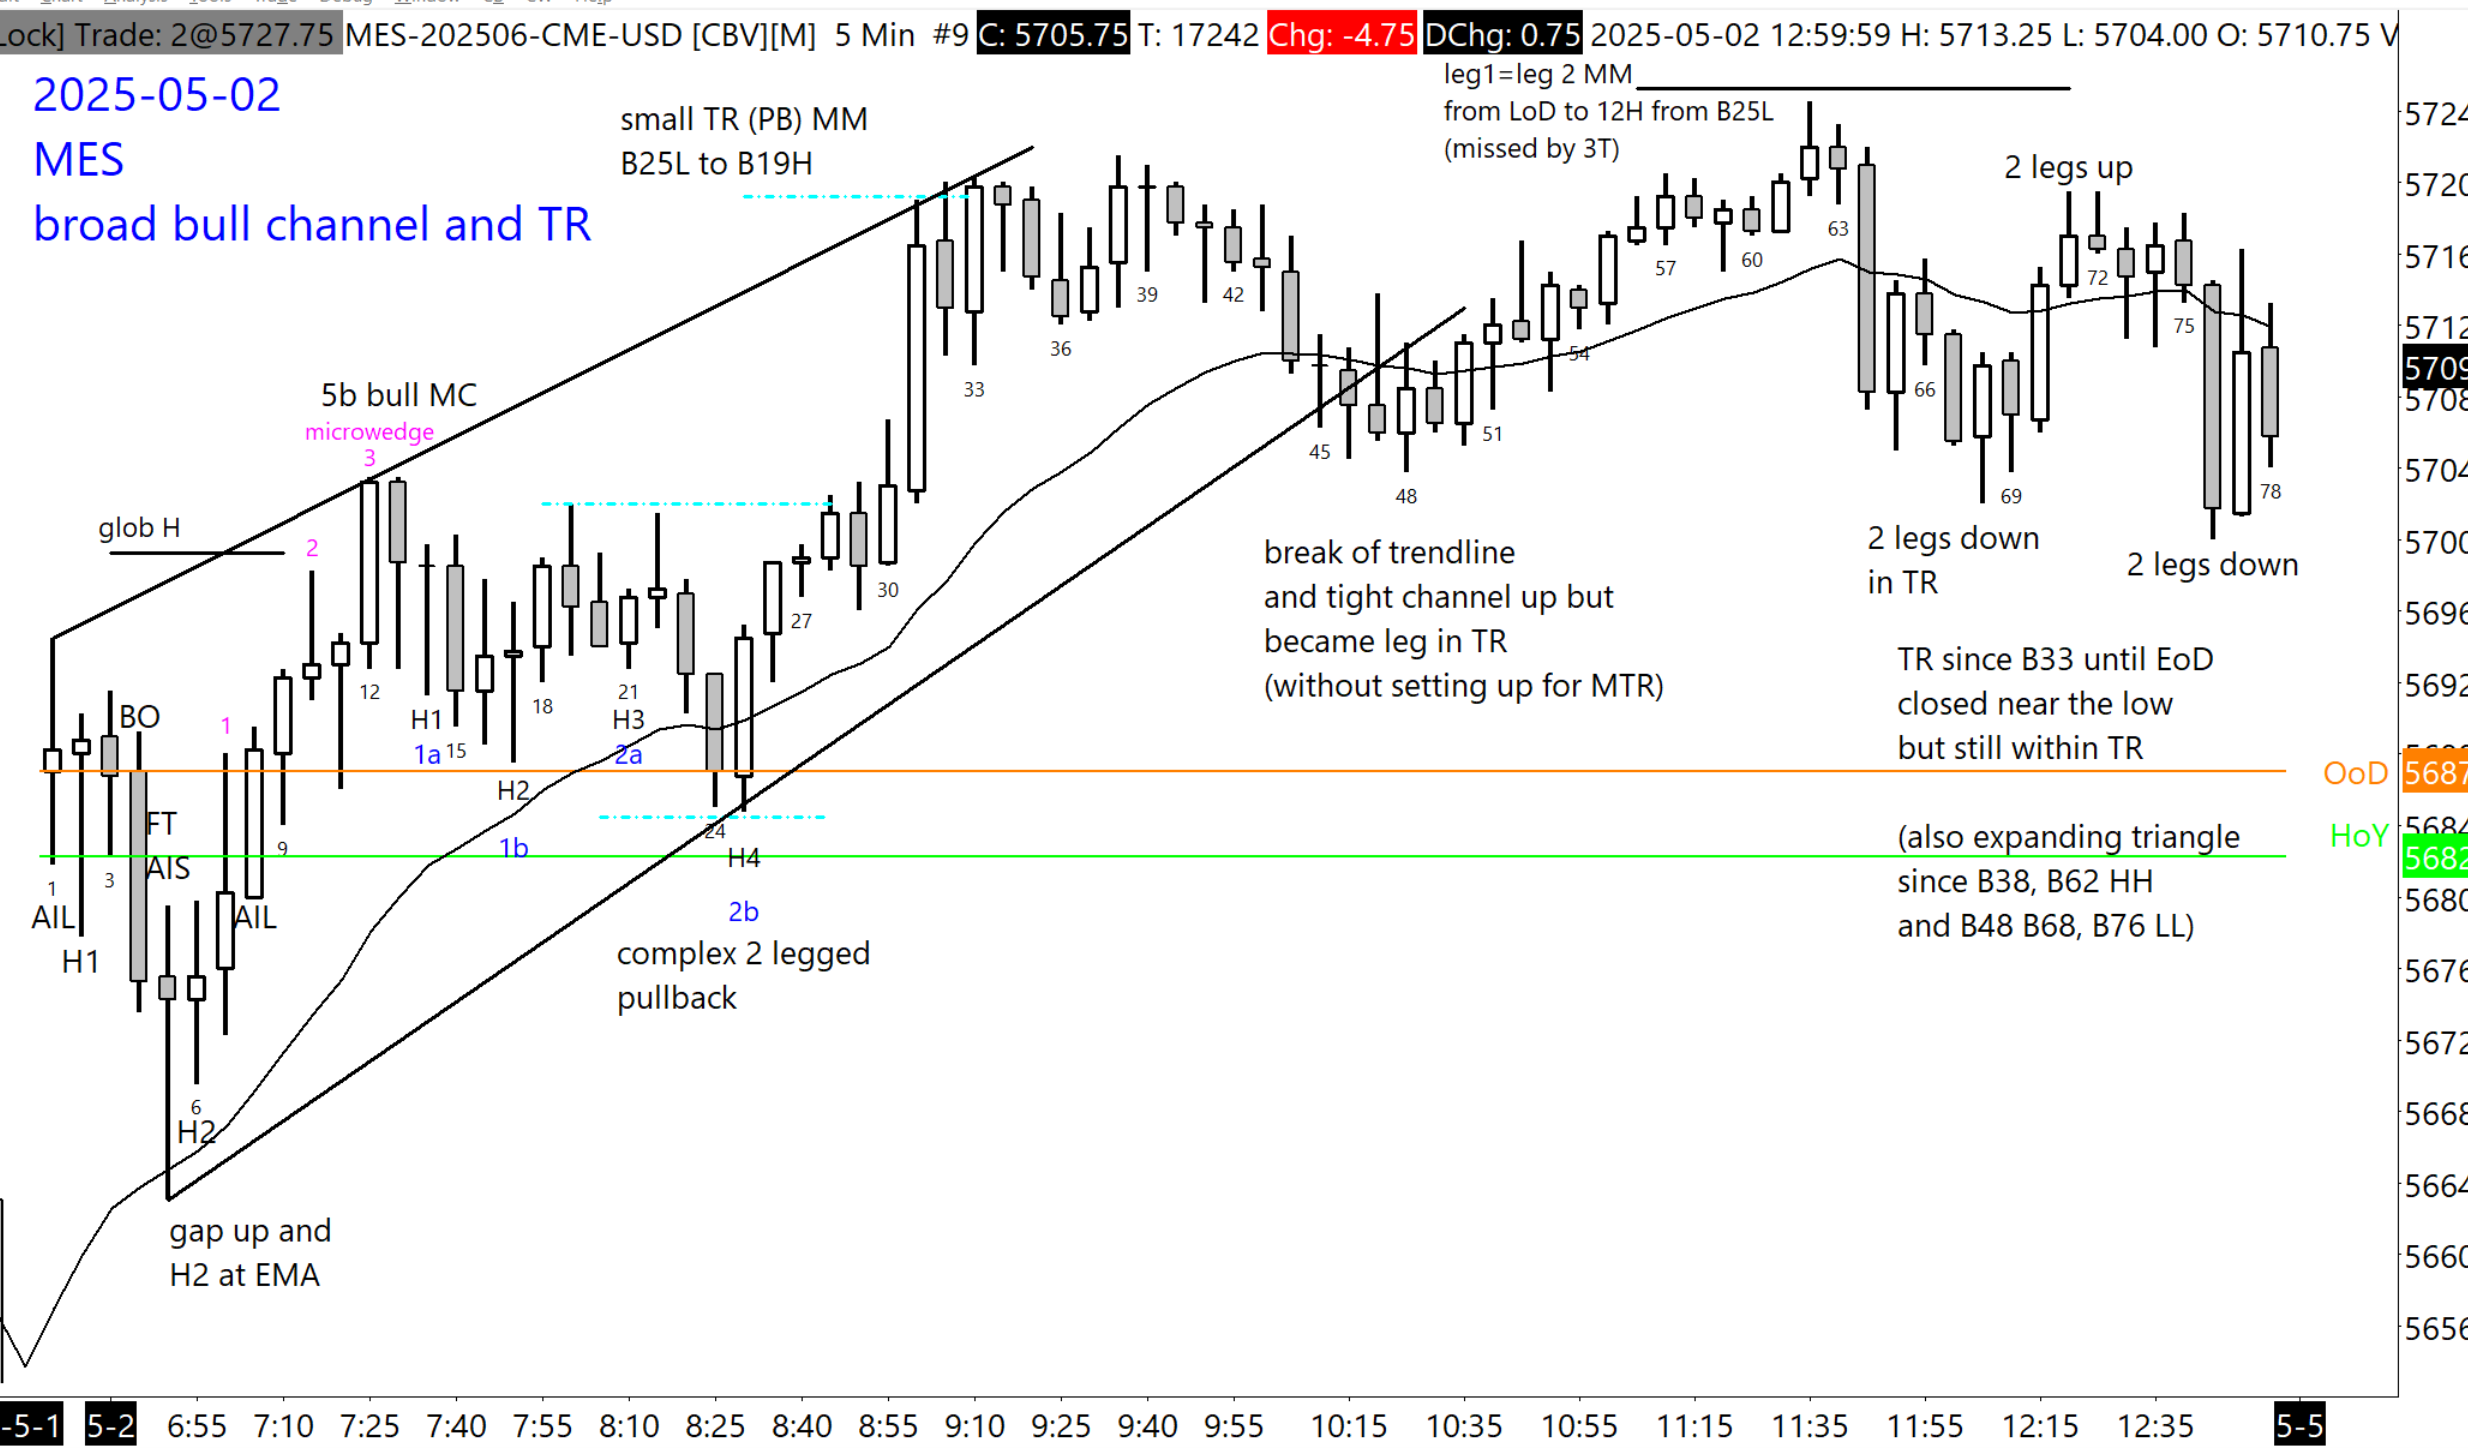 Lock] Trade: 2@5727.75 MES-202506-CME-USD [CBV][M] 5 Min #9 C: 5705.75 T: 17242 Chg: -4.75 DChg: 0.75 2025-05-02 12:59:59 H: 5713.25 L: 5704.00 O: 5710.75 V
2025-05-02
MES
broad bull channel and TR
small TR (PB) MM
B25L to B19H
leg1=leg 2 MM
from LoD to 12H from B25L
(missed by 3T)
2 legs up
5b bull MC
microwedge
3
glob H
2
BO
1
FT
AIS
1
3
AIL
H1
AIL
9
6
H2
gap up and
H2 at EMA
12
H1
1a
15
H2
1b
18
21
H3
2a
24
H4
2b
complex 2 legged
pullback
27
30
33
36
39
42
45
48
51
54
57
60
63
66
69
72
75
78
break of trendline
and tight channel up but
became leg in TR
(without setting up for MTR)
2 legs down
in TR
2 legs down
TR since B33 until EoD
closed near the low
but still within TR
(also expanding triangle
since B38, B62 HH
and B48 B68, B76 LL)
OoD
HoY
5724
5720
5716
5712
5709
5708
5704
5700
5696
5692
5687
5684
5682
5680
5676
5672
5668
5664
5660
5656
-5-1 5-2 6:55 7:10 7:25 7:40 7:55 8:10 8:25 8:40 8:55 9:10 9:25 9:40 9:55 10:15 10:35 10:55 11:15 11:35 11:55 12:15 12:35 5-5